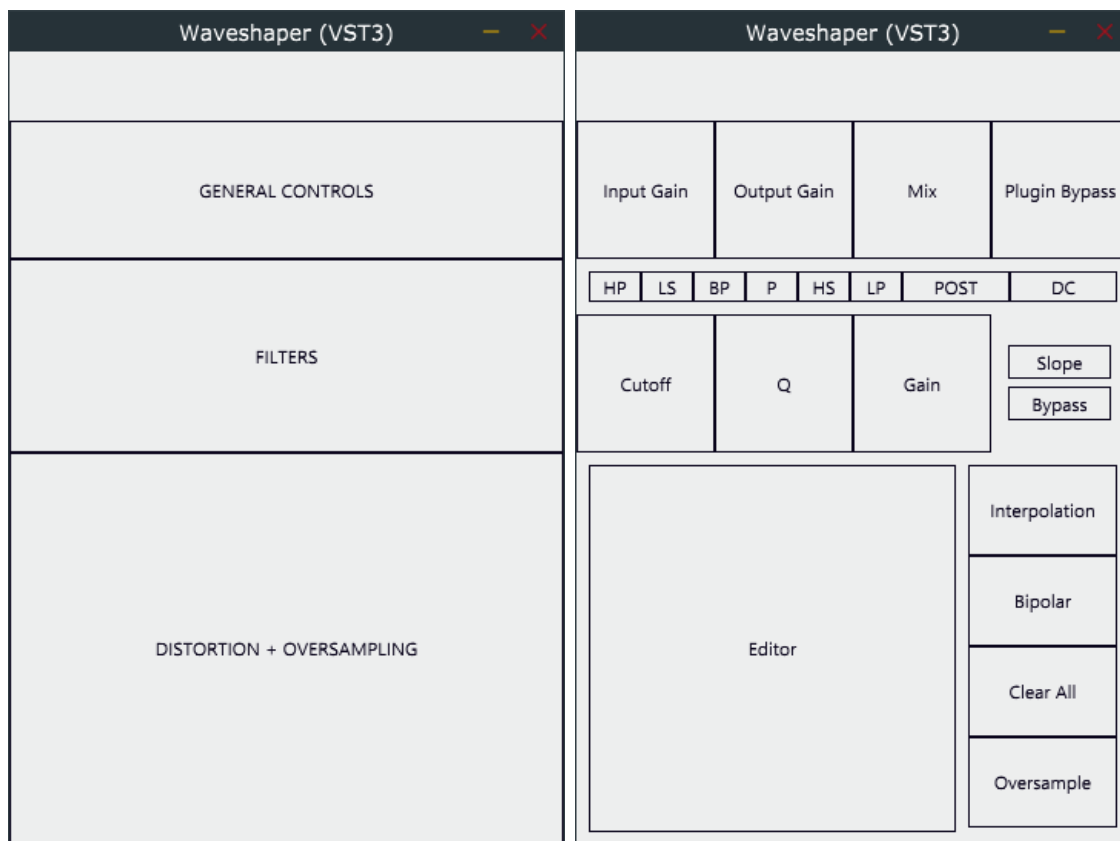 Waveshaper (VST3)
GENERAL CONTROLS
FILTERS
DISTORTION + OVERSAMPLING
Waveshaper (VST3)
Input Gain Output Gain Mix Plugin Bypass
HP LS BP P HS LP POST DC
Cutoff Q Gain
Slope
Bypass
Editor
Interpolation
Bipolar
Clear All
Oversample